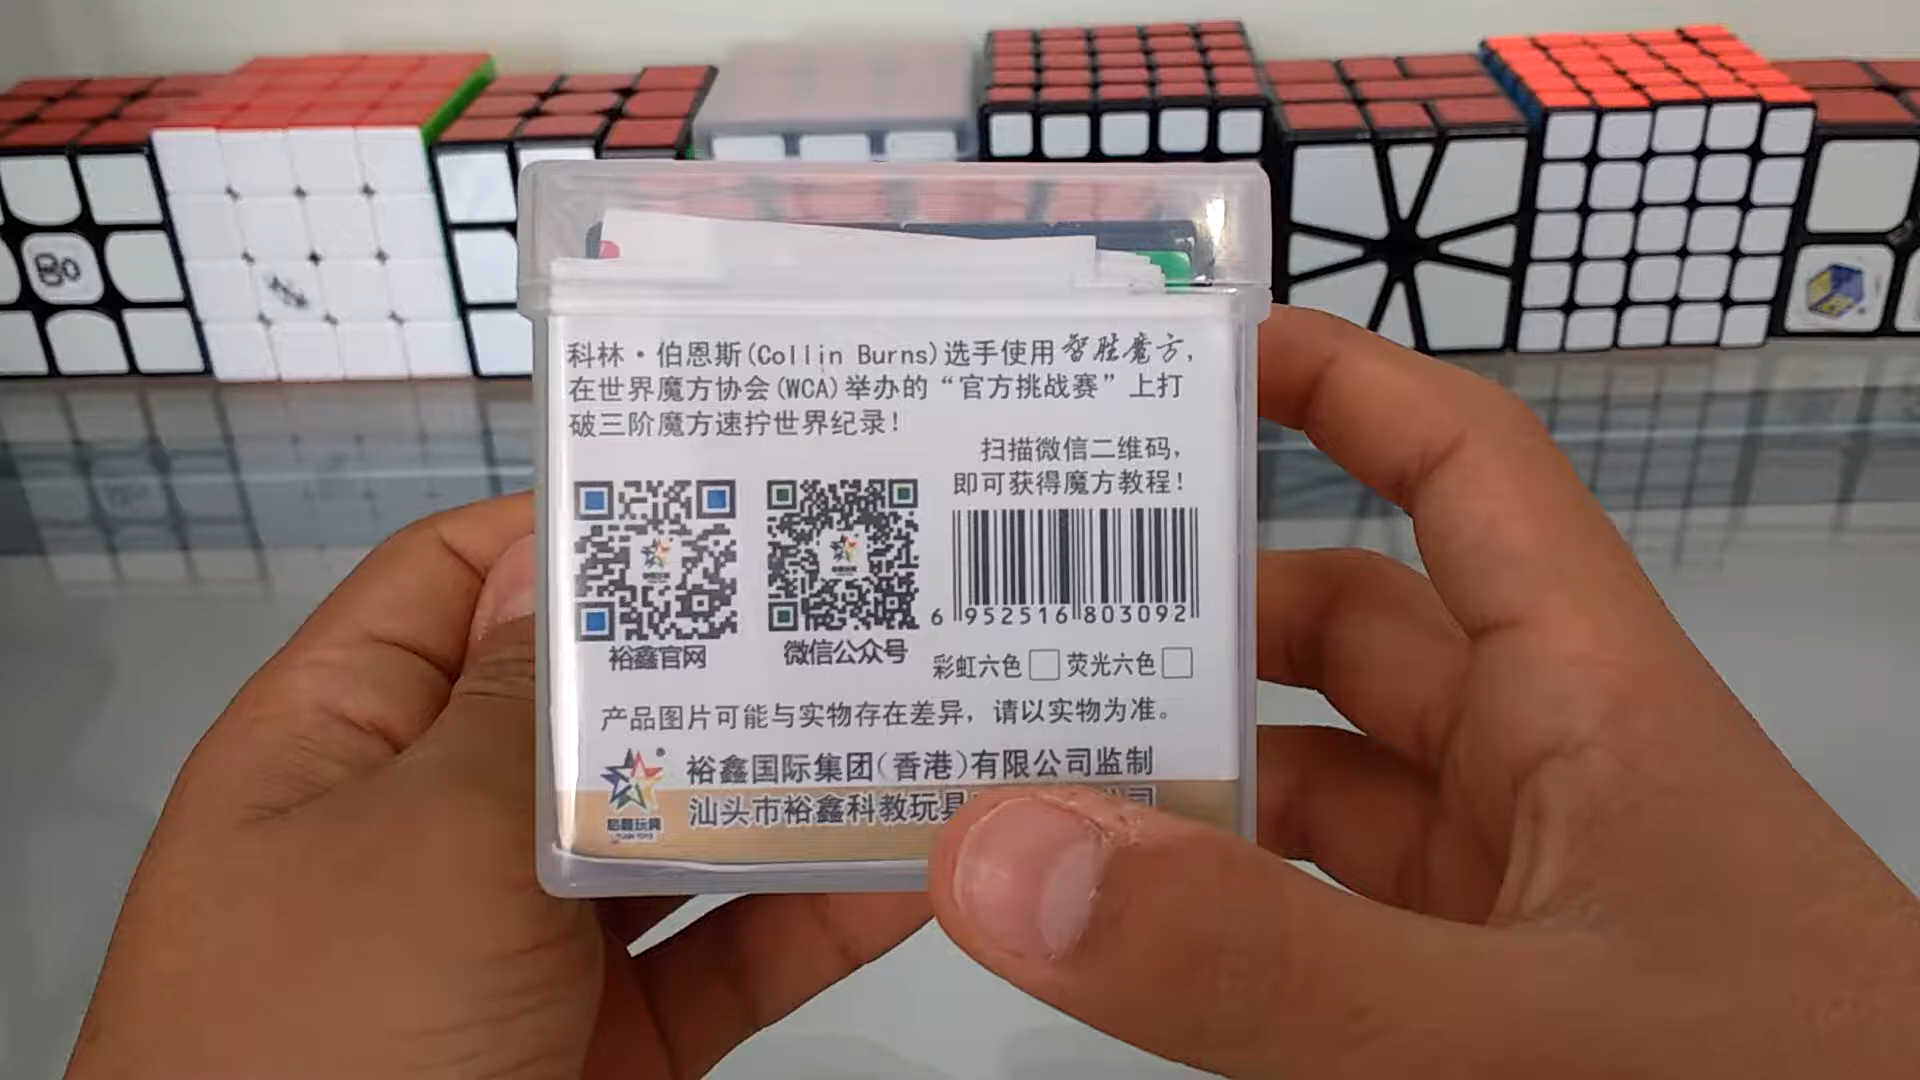 科林·伯恩斯(Collin Burns)选手使用智胜魔方,
在世界魔方协会(WCA)举办的“官方挑战赛”上打
破三阶魔方速拧世界纪录!
扫描微信二维码,
即可获得魔方教程!
6 952516 803092
裕鑫官网
微信公众号
彩虹六色 荧光六色
产品图片可能与实物存在差异,请以实物为准。
裕鑫国际集团(香港)有限公司监制
汕头市裕鑫科教玩具
裕鑫玩具